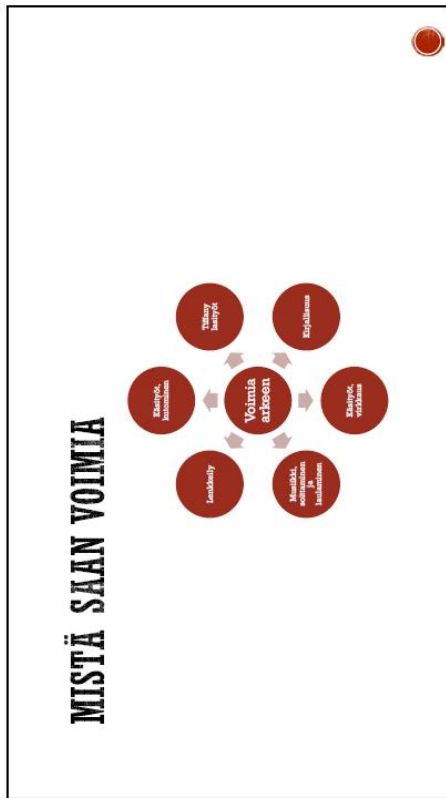 MISTÄ SAAN VOIMIA
Käsityöt,
kutominen
Lenkkeily
Tiffany
lasityöt
Voimia
arkeen
Musiikki,
soittaminen
ja
laulaminen
Kirjallisuus
Käsityöt,
virkkaus